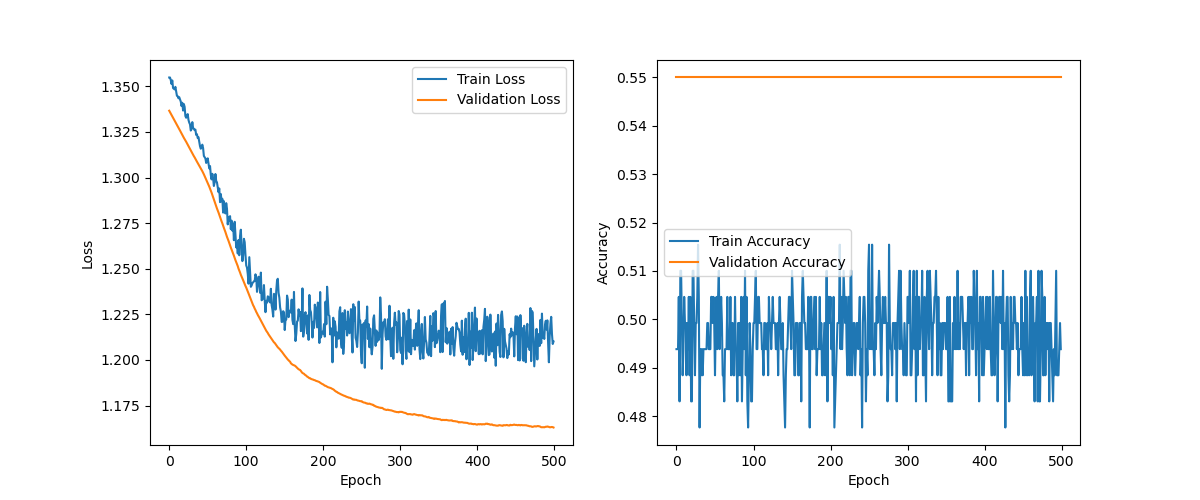 1.350
1.325
1.300
1.275
1.250
1.225
1.200
1.175
Loss
0 100 200 300 400 500
Epoch
Train Loss
Validation Loss
0.55
0.54
0.53
0.52
0.51
0.50
0.49
0.48
Accuracy
0 100 200 300 400 500
Epoch
Train Accuracy
Validation Accuracy